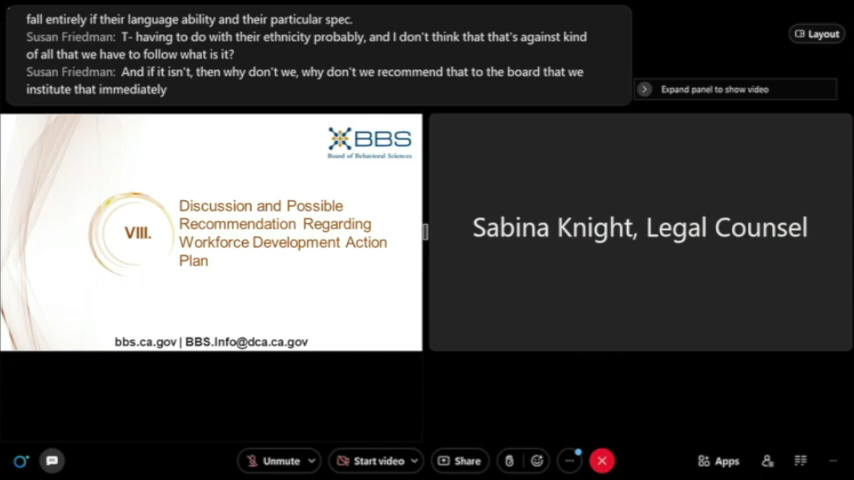 fall entirely if their language ability and their particular spec.
Susan Friedman: T- having to do with their ethnicity probably, and I don't think that that's against kind
of all that we have to follow what is it?
Susan Friedman: And if it isn't, then why don't we, why don't we recommend that to the board that we
institute that immediately
Layout
Expand panel to show video
BBS
Board of Behavioral Sciences
VIII.
Discussion and Possible
Recommendation Regarding
Workforce Development Action
Plan
bbs.ca.gov | BBS.Info@dca.ca.gov
Sabina Knight, Legal Counsel
Unmute
Start video
Share
Apps